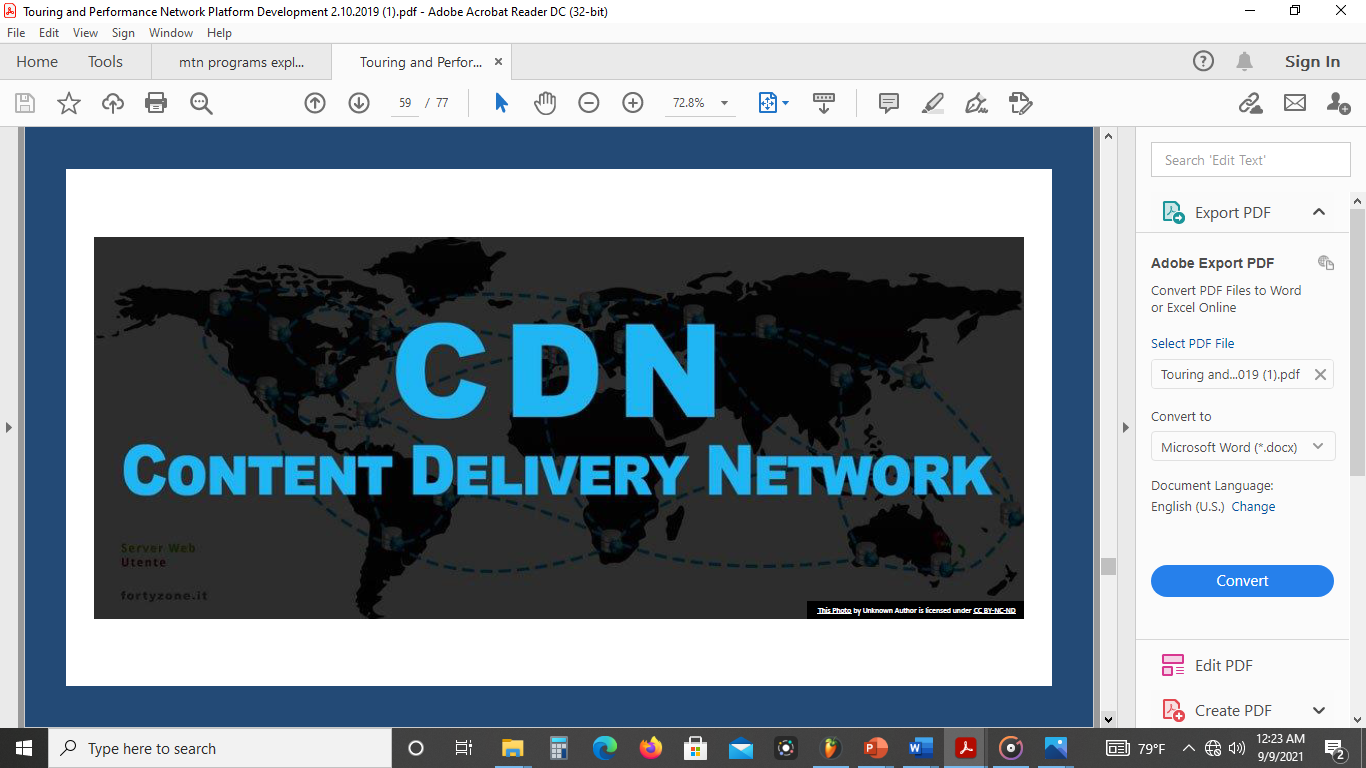 Touring and Performance Network Platform Development 2.10.2019 (1).pdf - Adobe Acrobat Reader DC (32-bit)
File Edit View Sign Window Help
Home Tools mtn programs expl... Touring and Perfor... Sign In
59 / 77 72.8%
Search 'Edit Text'
Export PDF
Adobe Export PDF
Convert PDF Files to Word
or Excel Online
Select PDF File
Touring and...019 (1).pdf
Convert to
Microsoft Word (*.docx)
Document Language:
English (U.S.) Change
Convert
Edit PDF
Create PDF
CDN
CONTENT DELIVERY NETWORK
Server Web
Utente
fortyzone.it
This Photo by Unknown Author is licensed under CC BY-NC-ND
Type here to search
79°F
12:23 AM
9/9/2021
2